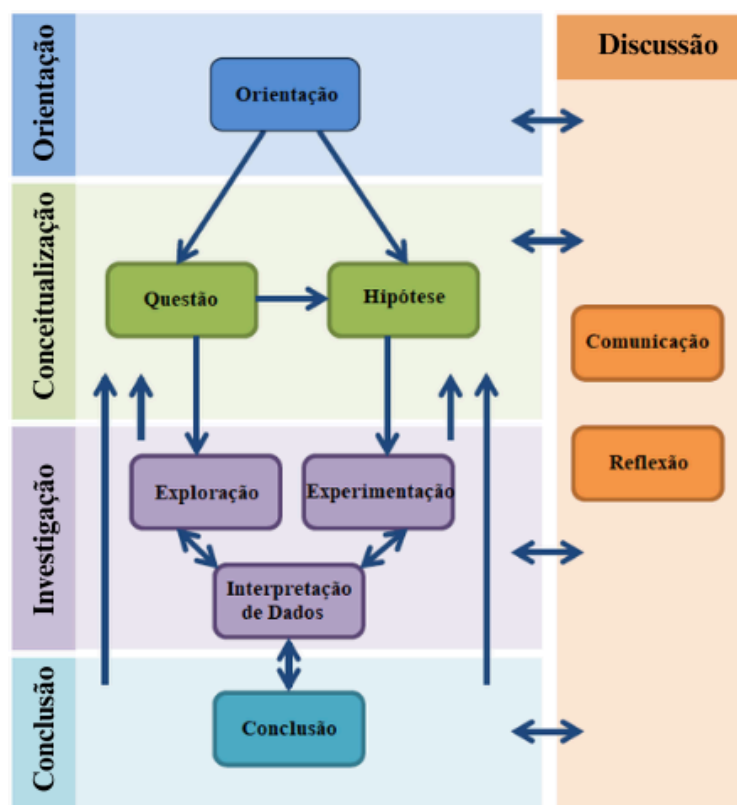 Discussão
Orientação
Orientação
Conceitualização
Questão
Hipótese
Comunicação
Reflexão
Investigação
Exploração
Experimentação
Interpretação
de Dados
Conclusão
Conclusão